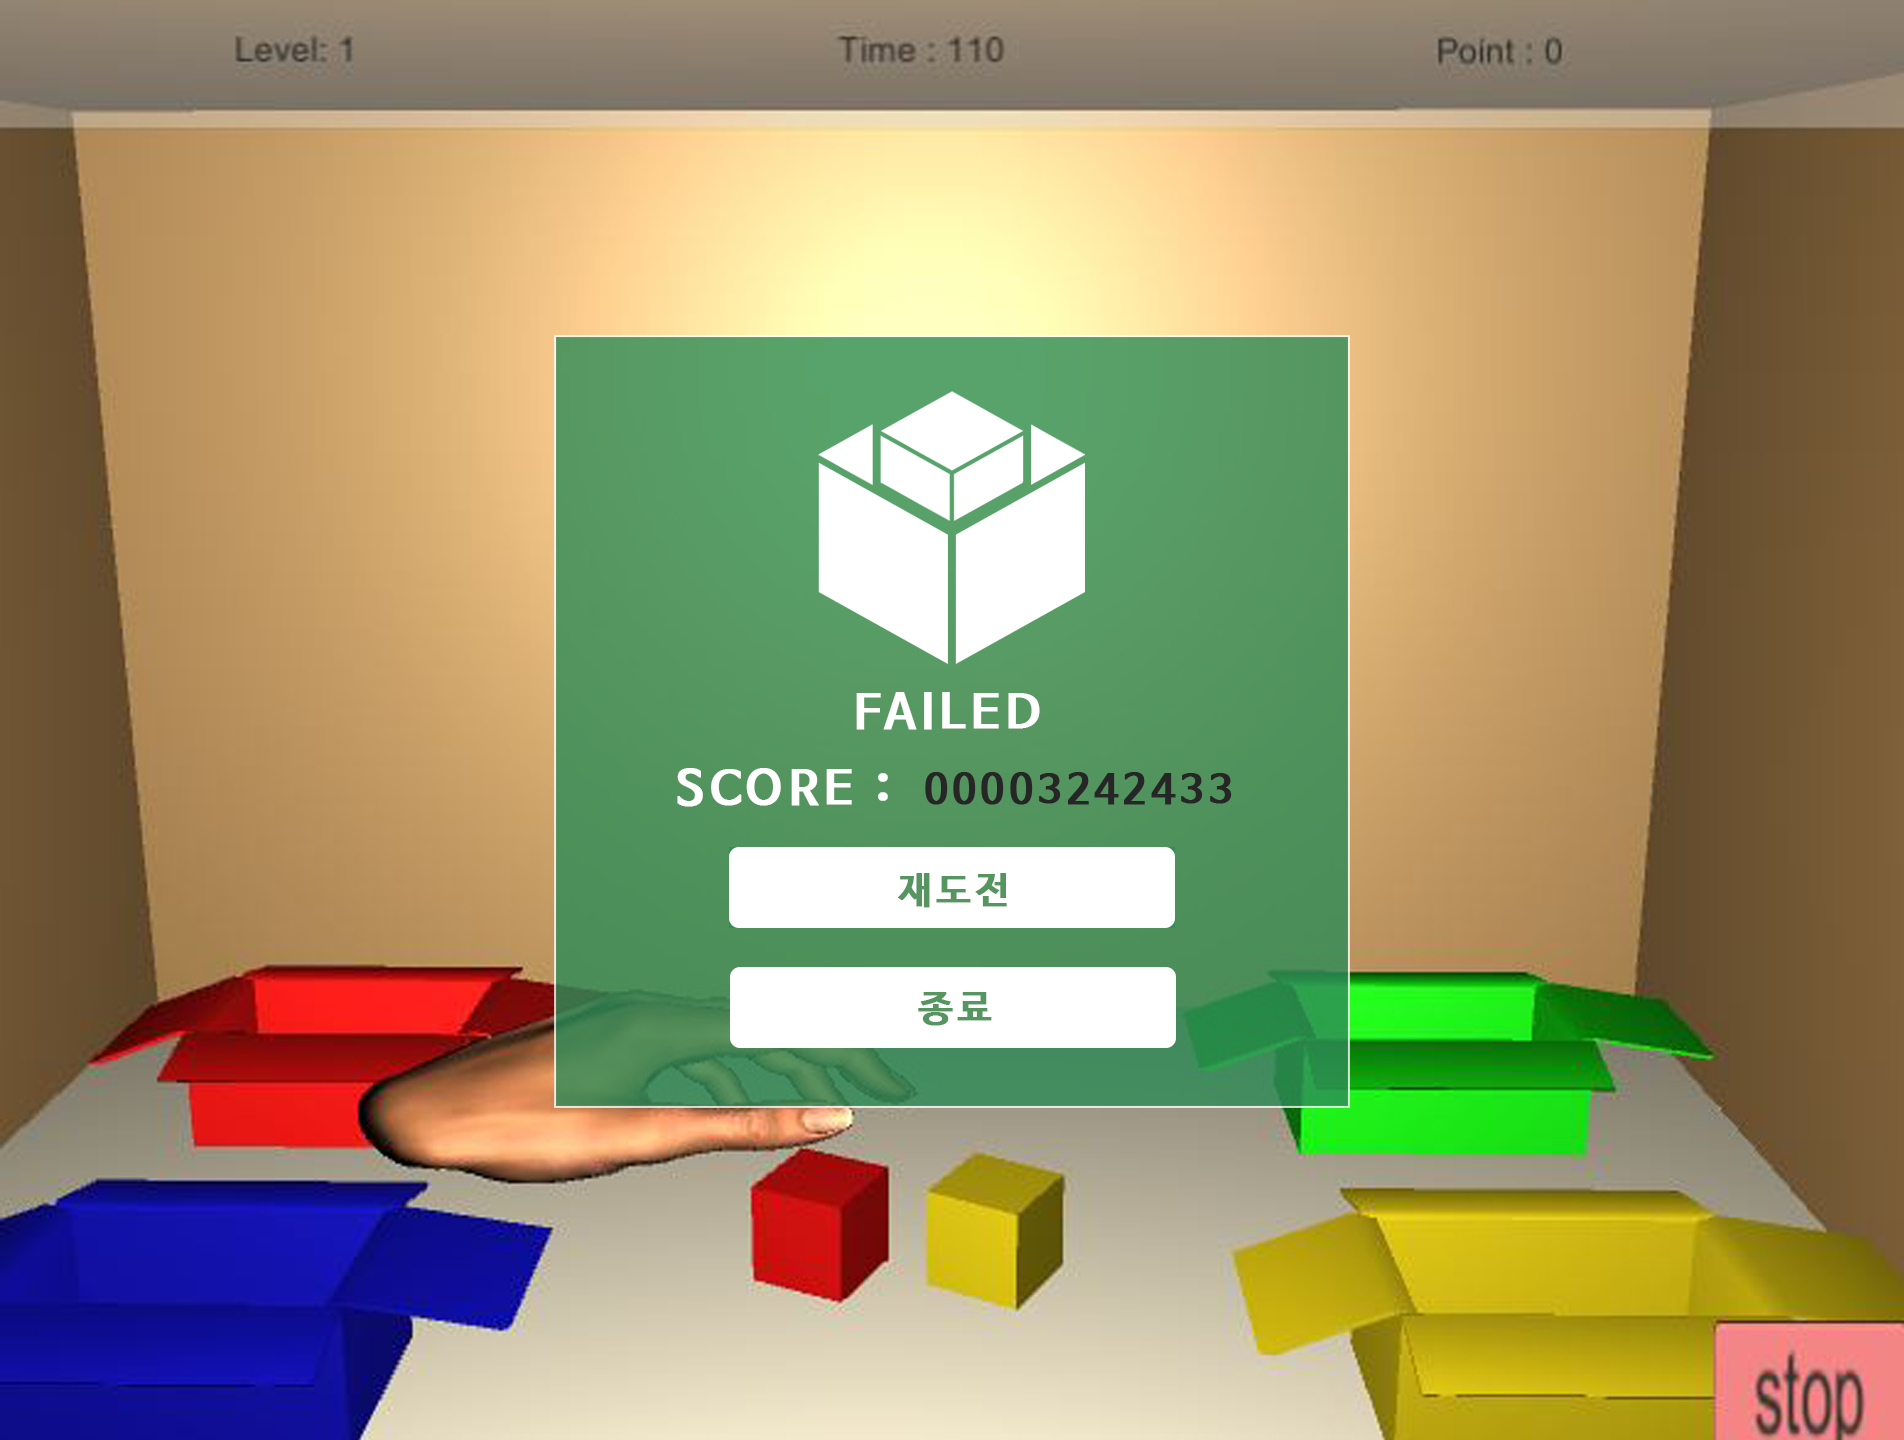 Level: 1
Time : 110
Point : 0
FAILED
SCORE : 00003242433
재도전
종료
stop